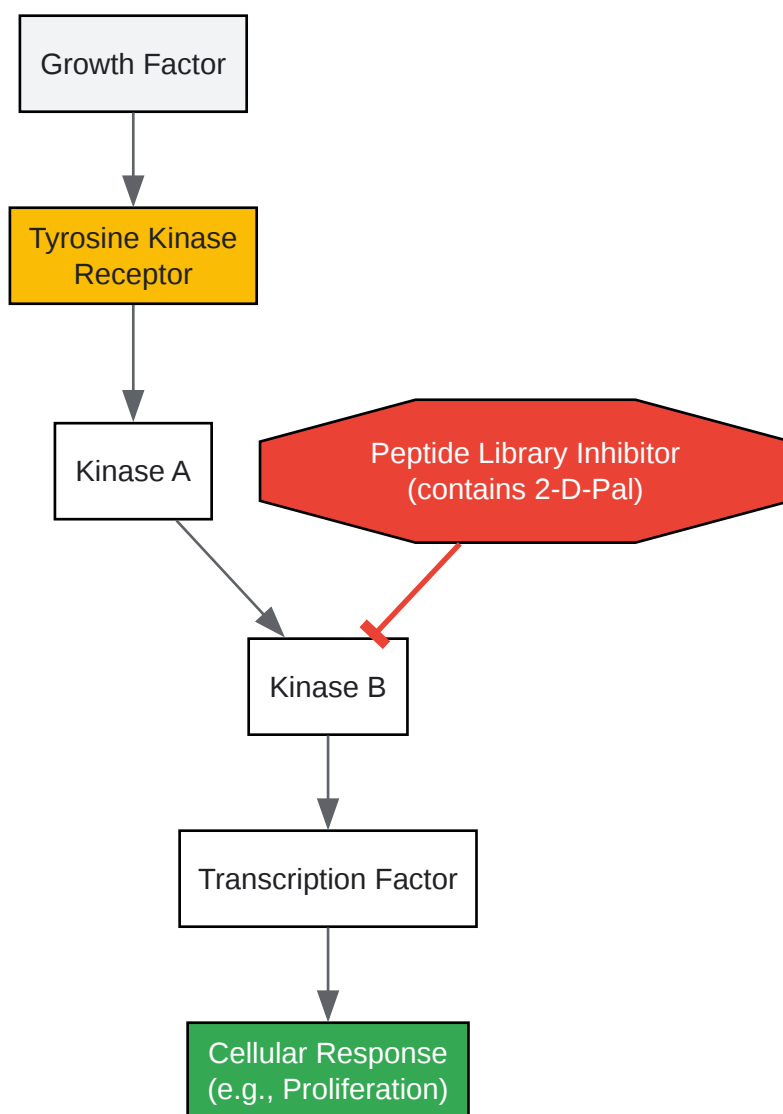 Growth Factor
Tyrosine Kinase
Receptor
Kinase A
Peptide Library Inhibitor
(contains 2-D-Pal)
Kinase B
Transcription Factor
Cellular Response
(e.g., Proliferation)